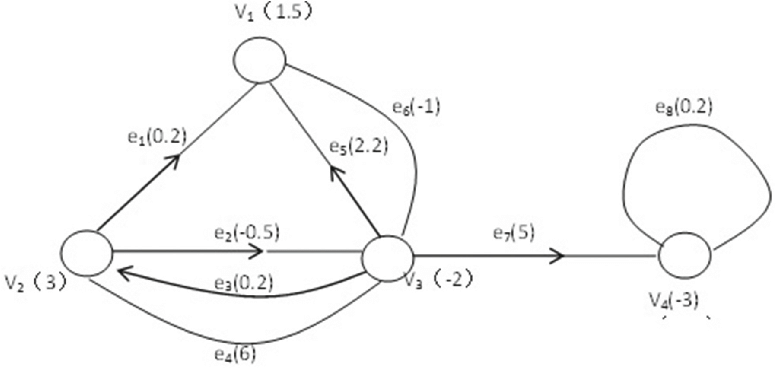 V₁（1.5）
e₆(-1)
e₈(0.2)
e₁(0.2)
e₅(2.2)
e₂(-0.5)
e₇(5)
V₂（3）
e₃(0.2)
V₃（-2）
V₄(-3)
e₄(6)